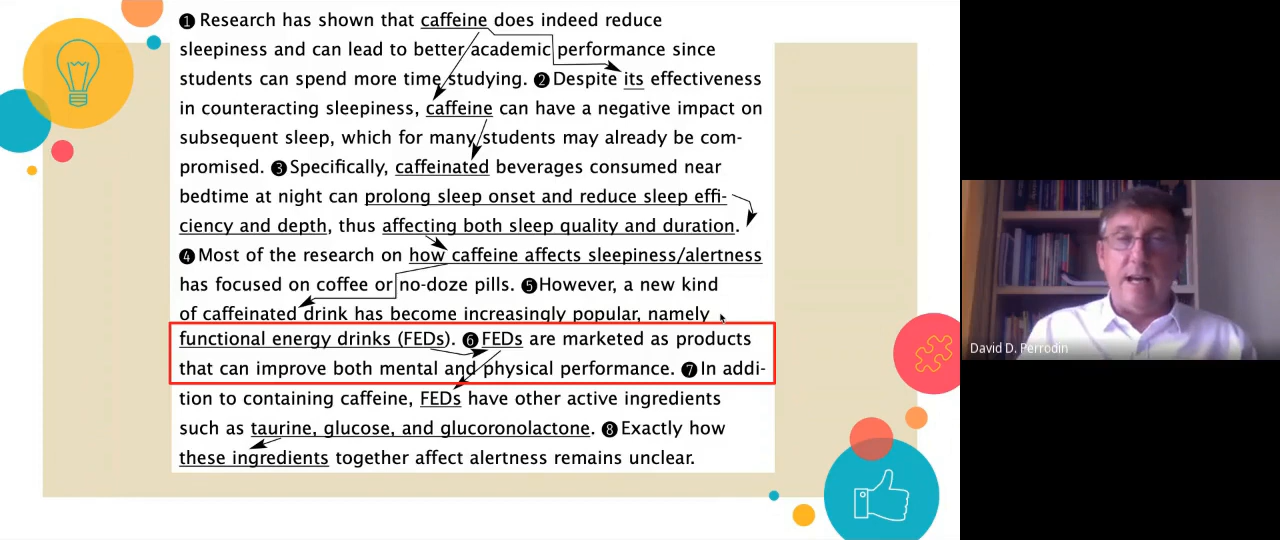 ❶ Research has shown that caffeine does indeed reduce
sleepiness and can lead to better academic performance since
students can spend more time studying. ❷ Despite its effectiveness
in counteracting sleepiness, caffeine can have a negative impact on
subsequent sleep, which for many students may already be com-
promised. ❸ Specifically, caffeinated beverages consumed near
bedtime at night can prolong sleep onset and reduce sleep effi-
ciency and depth, thus affecting both sleep quality and duration.
❹ Most of the research on how caffeine affects sleepiness/alertness
has focused on coffee or no-doze pills. ❺ However, a new kind
of caffeinated drink has become increasingly popular, namely
functional energy drinks (FEDs). ❻ FEDs are marketed as products
that can improve both mental and physical performance. ❼ In addi-
tion to containing caffeine, FEDs have other active ingredients
such as taurine, glucose, and glucoronolactone. ❽ Exactly how
these ingredients together affect alertness remains unclear.
David D. Perrodin